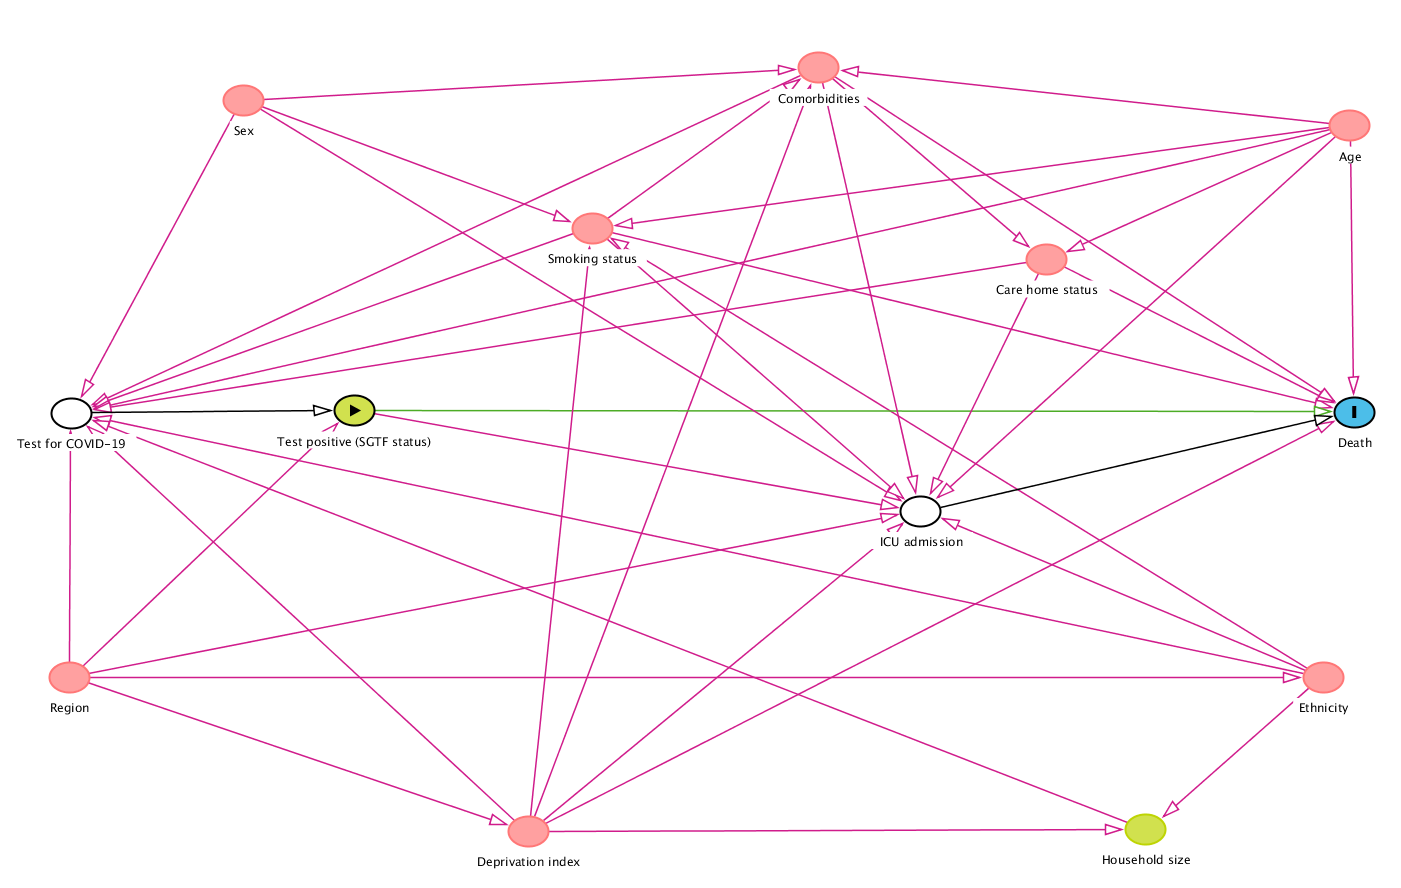 Comorbidities
Sex
Age
Smoking status
Care home status
Test for COVID-19
Test positive (SGTF status)
Death
ICU admission
Region
Ethnicity
Deprivation index
Household size